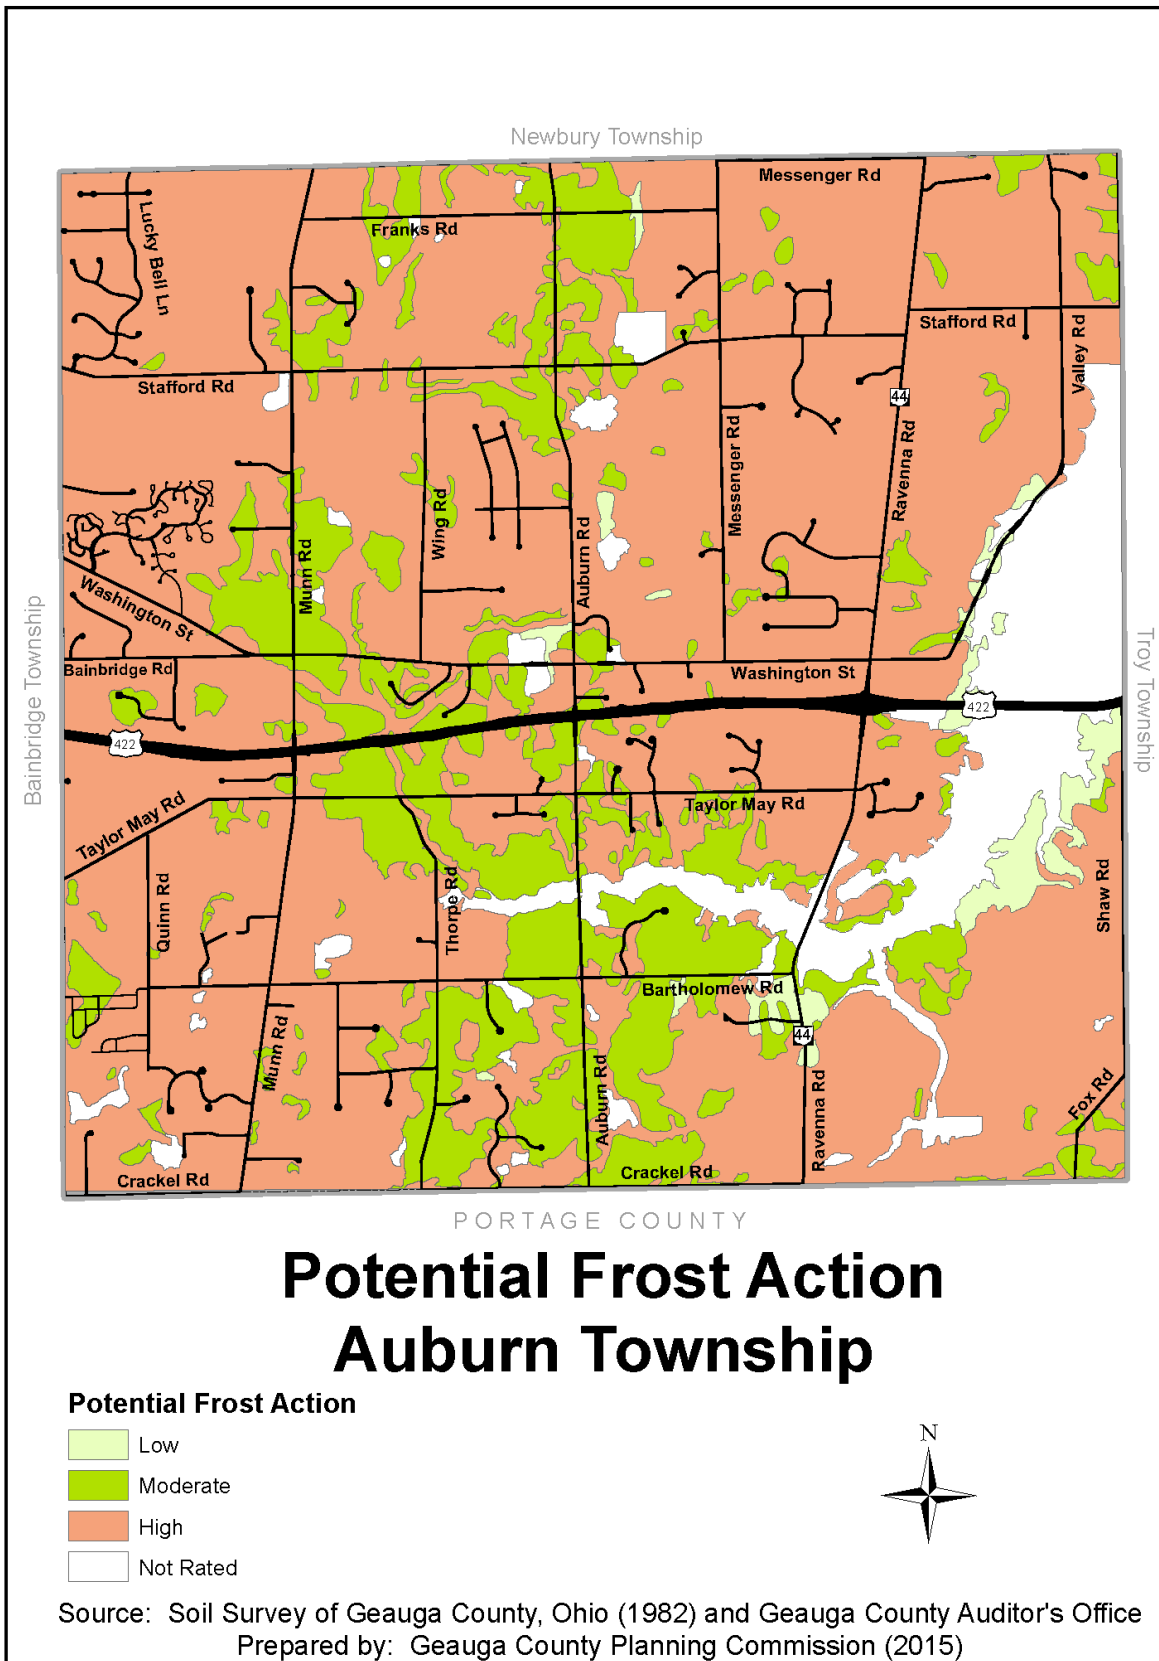 Newbury Township
Messenger Rd
Lucky Bell Ln
Franks Rd
Stafford Rd
Valley Rd
Stafford Rd
44
Messenger Rd
Ravenna Rd
Wing Rd
Auburn Rd
Munn Rd
Washington St
Bainbridge Township
Troy Township
Bainbridge Rd
Washington St
422
422
Taylor May Rd
Taylor May Rd
Quinn Rd
Thorpe Rd
Shaw Rd
Bartholomew Rd
44
Munn Rd
Auburn Rd
Ravenna Rd
Fox Rd
Crackel Rd
Crackel Rd
PORTAGE COUNTY
Potential Frost Action
Auburn Township
Potential Frost Action
Low
Moderate
High
Not Rated
N
Source: Soil Survey of Geauga County, Ohio (1982) and Geauga County Auditor's Office
Prepared by: Geauga County Planning Commission (2015)